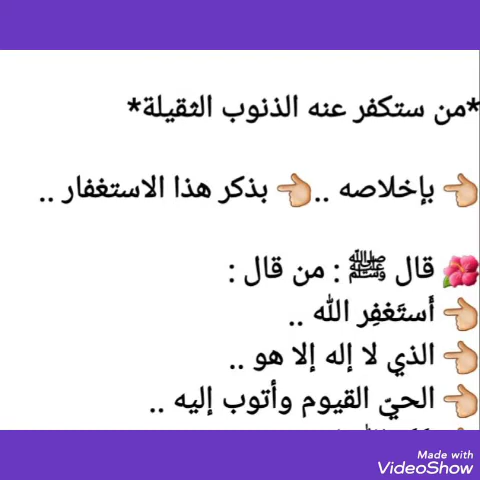 *من ستكفر عنه الذنوب الثقيلة*
👈🏼 بإخلاصه ..👈🏼 بذكر هذا الاستغفار ..
🌺 قال ﷺ : من قال :
👈🏼 أَستَغفِر الله ..
👈🏼 الذي لا إله إلا هو ..
👈🏼 الحيّ القيوم وأتوب إليه ..
Made with
VideoShow